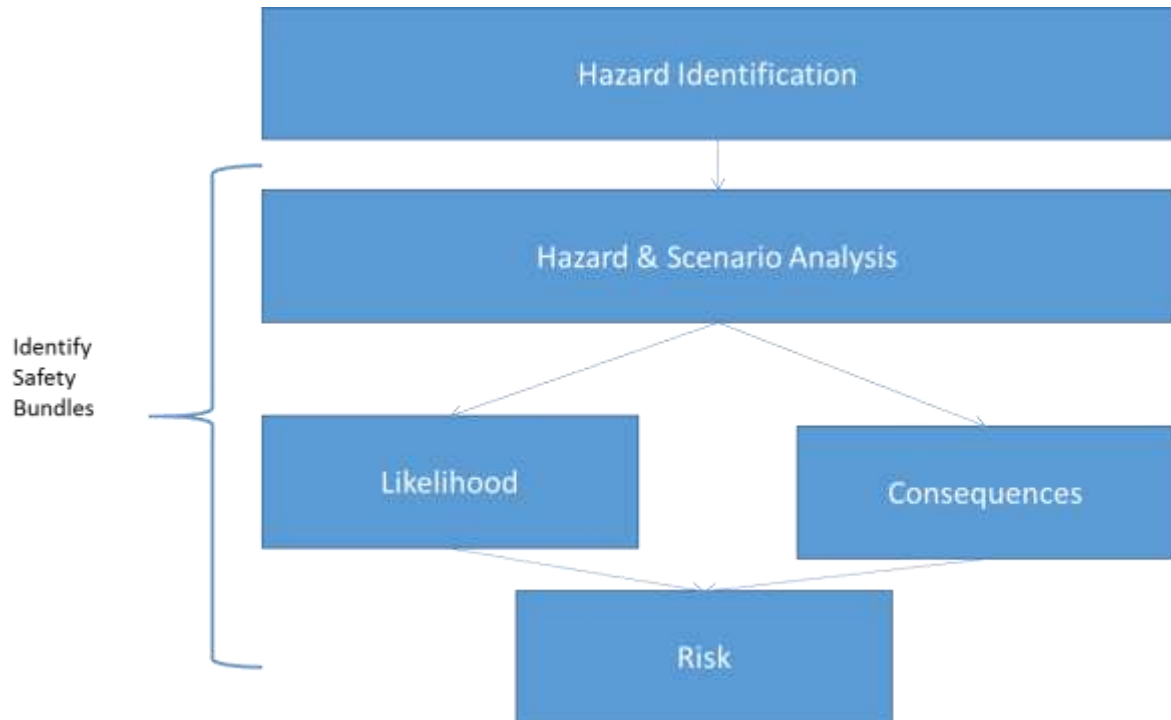 Hazard Identification
Hazard & Scenario Analysis
Identify
Safety
Bundles
Likelihood
Consequences
Risk